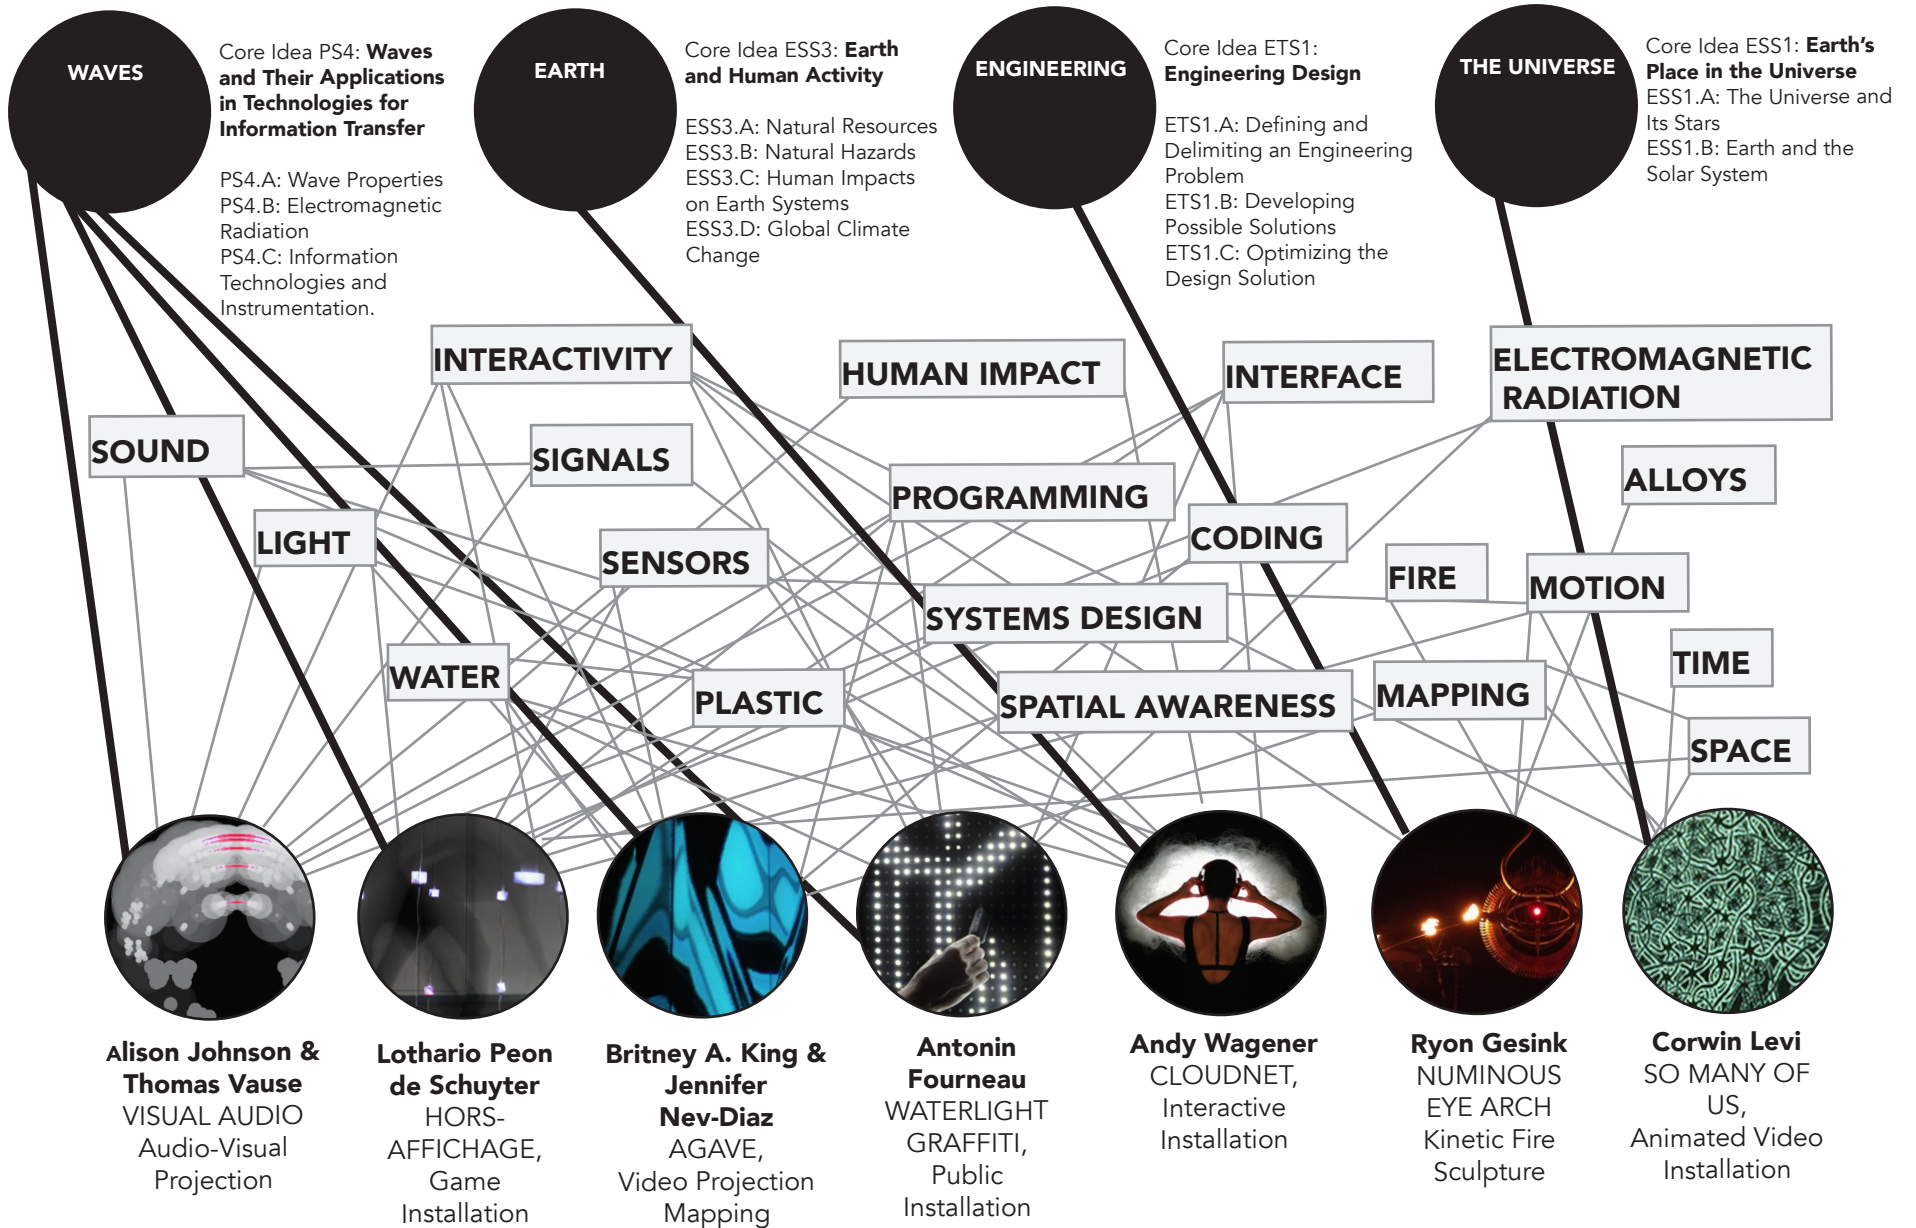 WAVES
Core Idea PS4: Waves
and Their Applications
in Technologies for
Information Transfer
PS4.A: Wave Properties
PS4.B: Electromagnetic
Radiation
PS4.C: Information
Technologies and
Instrumentation.
EARTH
Core Idea ESS3: Earth
and Human Activity
ESS3.A: Natural Resources
ESS3.B: Natural Hazards
ESS3.C: Human Impacts
on Earth Systems
ESS3.D: Global Climate
Change
ENGINEERING
Core Idea ETS1:
Engineering Design
ETS1.A: Defining and
Delimiting an Engineering
Problem
ETS1.B: Developing
Possible Solutions
ETS1.C: Optimizing the
Design Solution
THE UNIVERSE
Core Idea ESS1: Earth's
Place in the Universe
ESS1.A: The Universe and
Its Stars
ESS1.B: Earth and the
Solar System
INTERACTIVITY
HUMAN IMPACT
INTERFACE
ELECTROMAGNETIC
RADIATION
SOUND
SIGNALS
PROGRAMMING
ALLOYS
LIGHT
SENSORS
CODING
FIRE
MOTION
SYSTEMS DESIGN
WATER
PLASTIC
SPATIAL AWARENESS
MAPPING
TIME
SPACE
Alison Johnson &
Thomas Vause
VISUAL AUDIO
Audio-Visual
Projection
Lothario Peon
de Schuyter
HORS-
AFFICHAGE,
Game
Installation
Britney A. King &
Jennifer
Nev-Diaz
AGAVE,
Video Projection
Mapping
Antonin
Fourneau
WATERLIGHT
GRAFFITI,
Public
Installation
Andy Wagener
CLOUDNET,
Interactive
Installation
Ryon Gesink
NUMINOUS
EYE ARCH
Kinetic Fire
Sculpture
Corwin Levi
SO MANY OF
US,
Animated Video
Installation